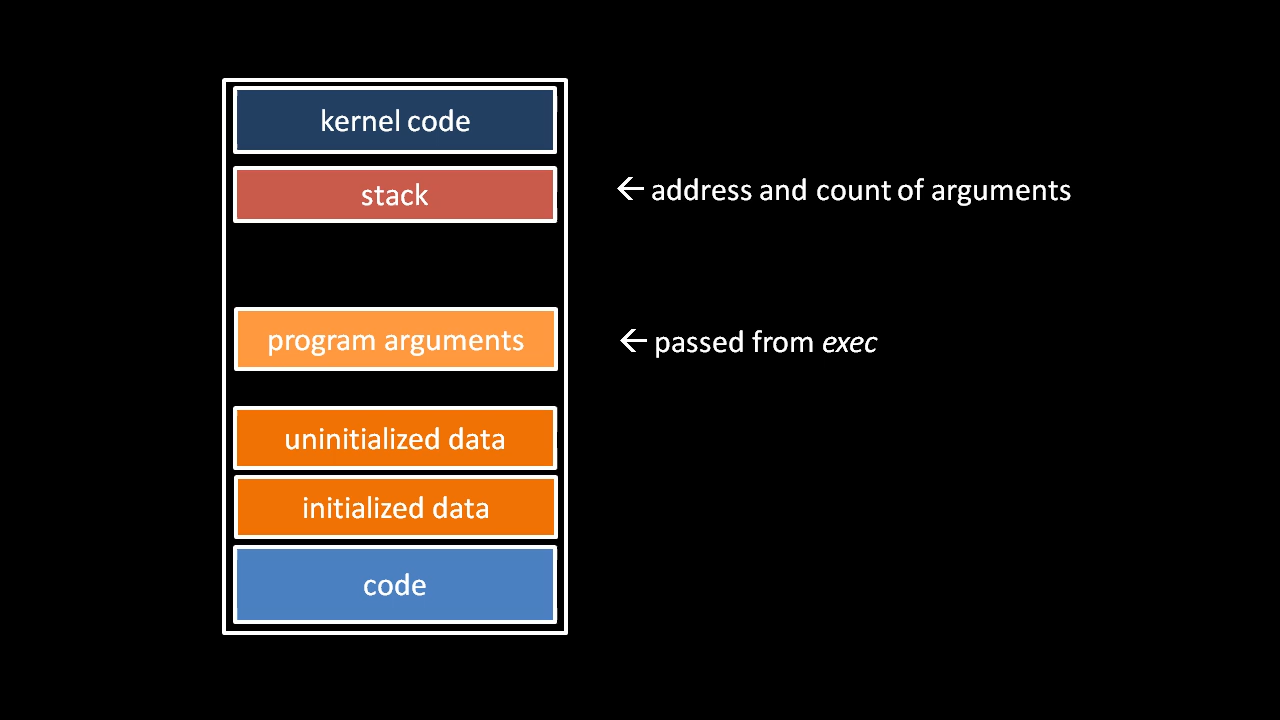 kernel code
stack
← address and count of arguments
program arguments
← passed from exec
uninitialized data
initialized data
code